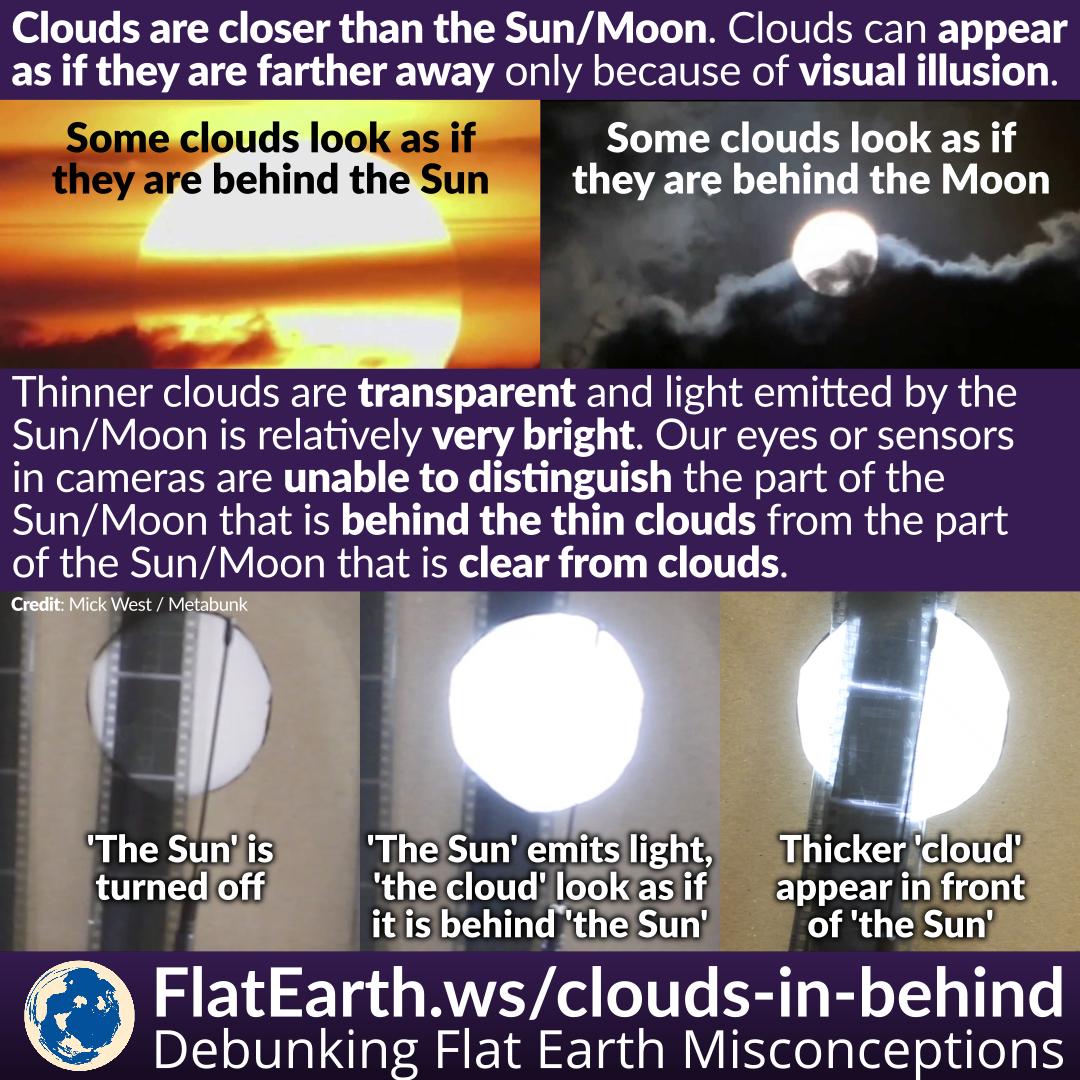 Clouds are closer than the Sun/Moon. Clouds can appear
as if they are farther away only because of visual illusion.
Some clouds look as if
they are behind the Sun
Some clouds look as if
they are behind the Moon
Thinner clouds are transparent and light emitted by the
Sun/Moon is relatively very bright. Our eyes or sensors
in cameras are unable to distinguish the part of the
Sun/Moon that is behind the thin clouds from the part
of the Sun/Moon that is clear from clouds.
Credit: Mick West / Metabunk
'The Sun' is
turned off
'The Sun' emits light,
'the cloud' look as if
it is behind 'the Sun'
Thicker 'cloud'
appear in front
of 'the Sun'
FlatEarth.ws/clouds-in-behind
Debunking Flat Earth Misconceptions